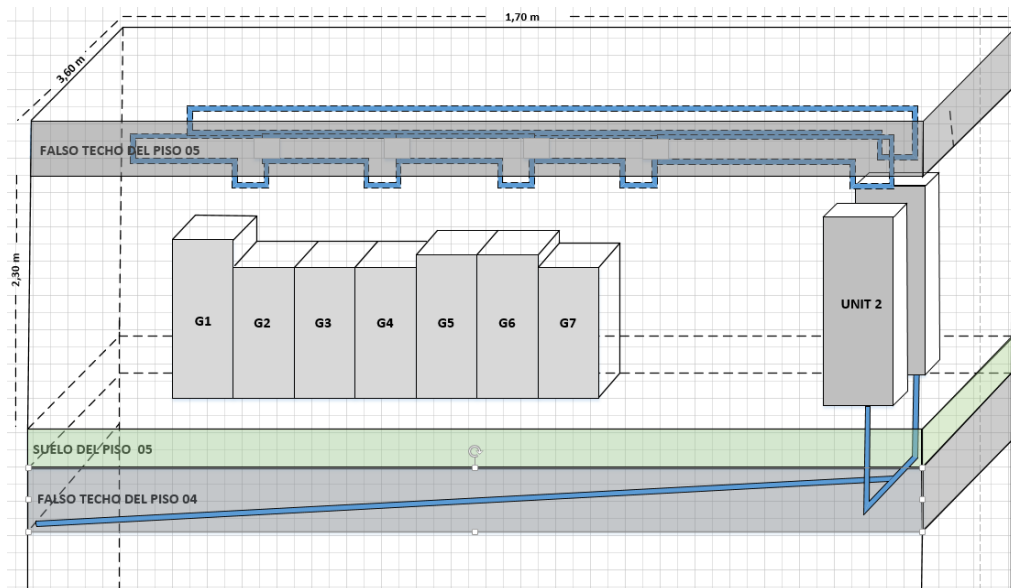 1,70 m
3,60 m
FALSO TECHO DEL PISO 05
2,30 m
G1
G2
G3
G4
G5
G6
G7
UNIT 2
SUELO DEL PISO 05
FALSO TECHO DEL PISO 04